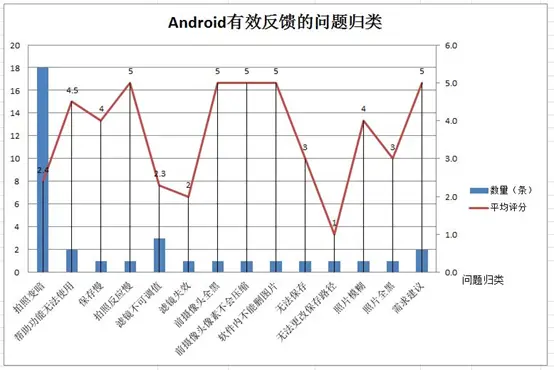 Android有效反馈的问题归类
20
18
16
14
12
10
8
6
4
2
0
6.0
5.0
4.0
3.0
2.0
1.0
0.0
2.4
4.5
4
5
2.3
2
5
5
5
3
1
4
3
5
拍照变暗
帮助功能无法使用
保存慢
拍照反应慢
滤镜不可调值
滤镜失效
前摄像头全黑
前摄像头像素不会压缩
软件内不能删图片
无法保存
无法更改保存路径
照片模糊
照片全黑
需求建议
问题归类
数量（条）
平均评分